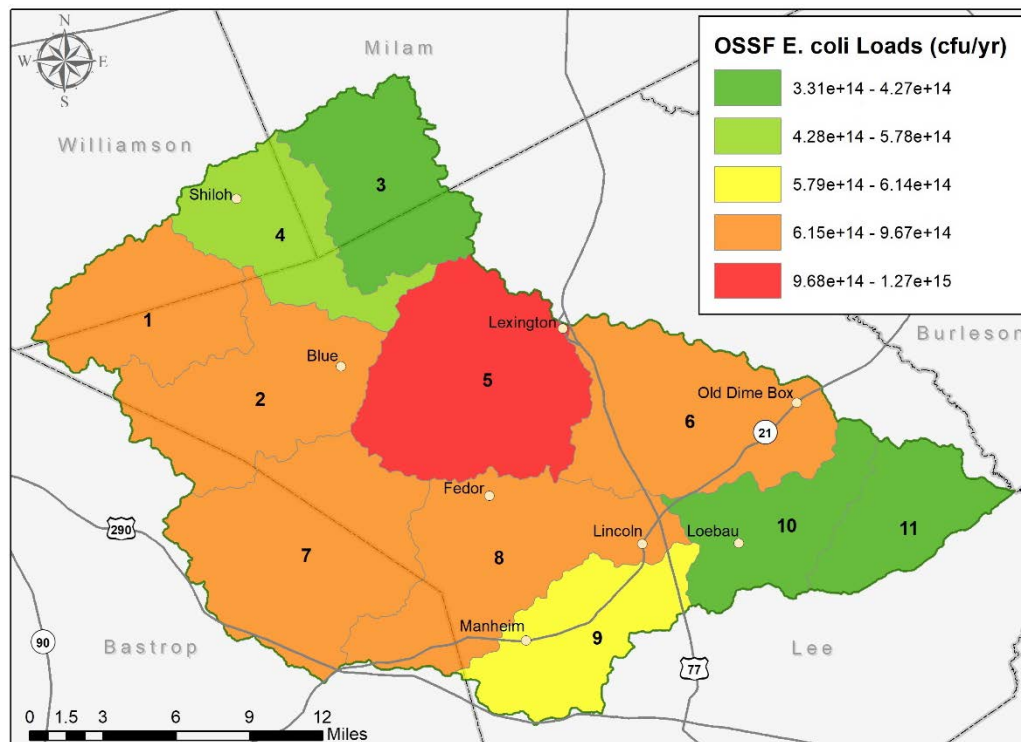 N
W E
S
Milam
Williamson
Burleson
Bastrop
Lee
OSSF E. coli Loads (cfu/yr)
3.31e+14 - 4.27e+14
4.28e+14 - 5.78e+14
5.79e+14 - 6.14e+14
6.15e+14 - 9.67e+14
9.68e+14 - 1.27e+15
3
Shiloh
4
1
Lexington
Blue
5
2
Old Dime Box
6
21
Fedor
290
Lincoln
Loebau
10
11
7
8
Manheim
9
90
77
0 1.5 3 6 9 12
Miles